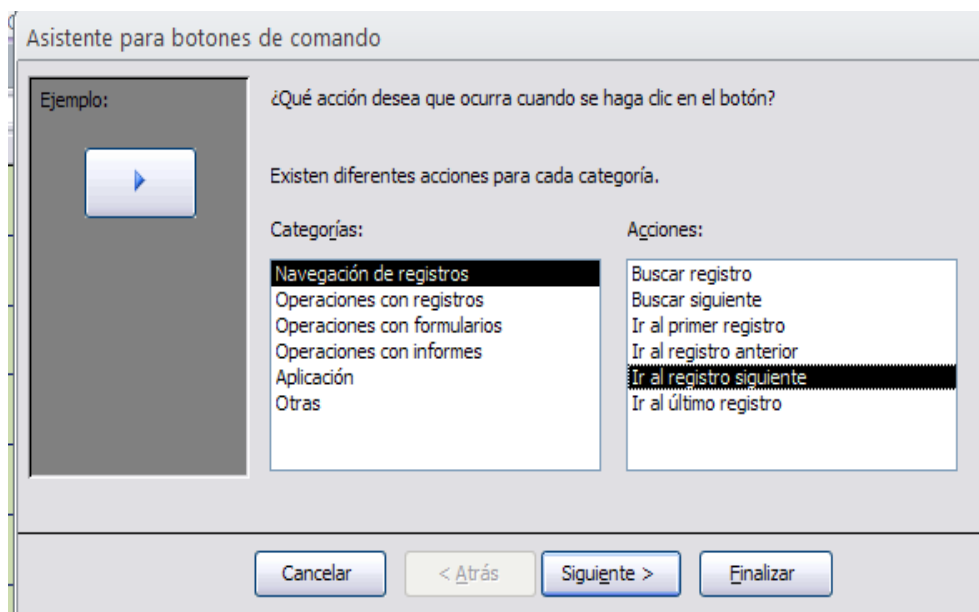 Asistente para botones de comando
Ejemplo:
¿Qué acción desea que ocurra cuando se haga clic en el botón?
Existen diferentes acciones para cada categoría.
Categorías:
Navegación de registros
Operaciones con registros
Operaciones con formularios
Operaciones con informes
Aplicación
Otras
Acciones:
Buscar registro
Buscar siguiente
Ir al primer registro
Ir al registro anterior
Ir al registro siguiente
Ir al último registro
Cancelar
< Atrás
Siguiente >
Finalizar